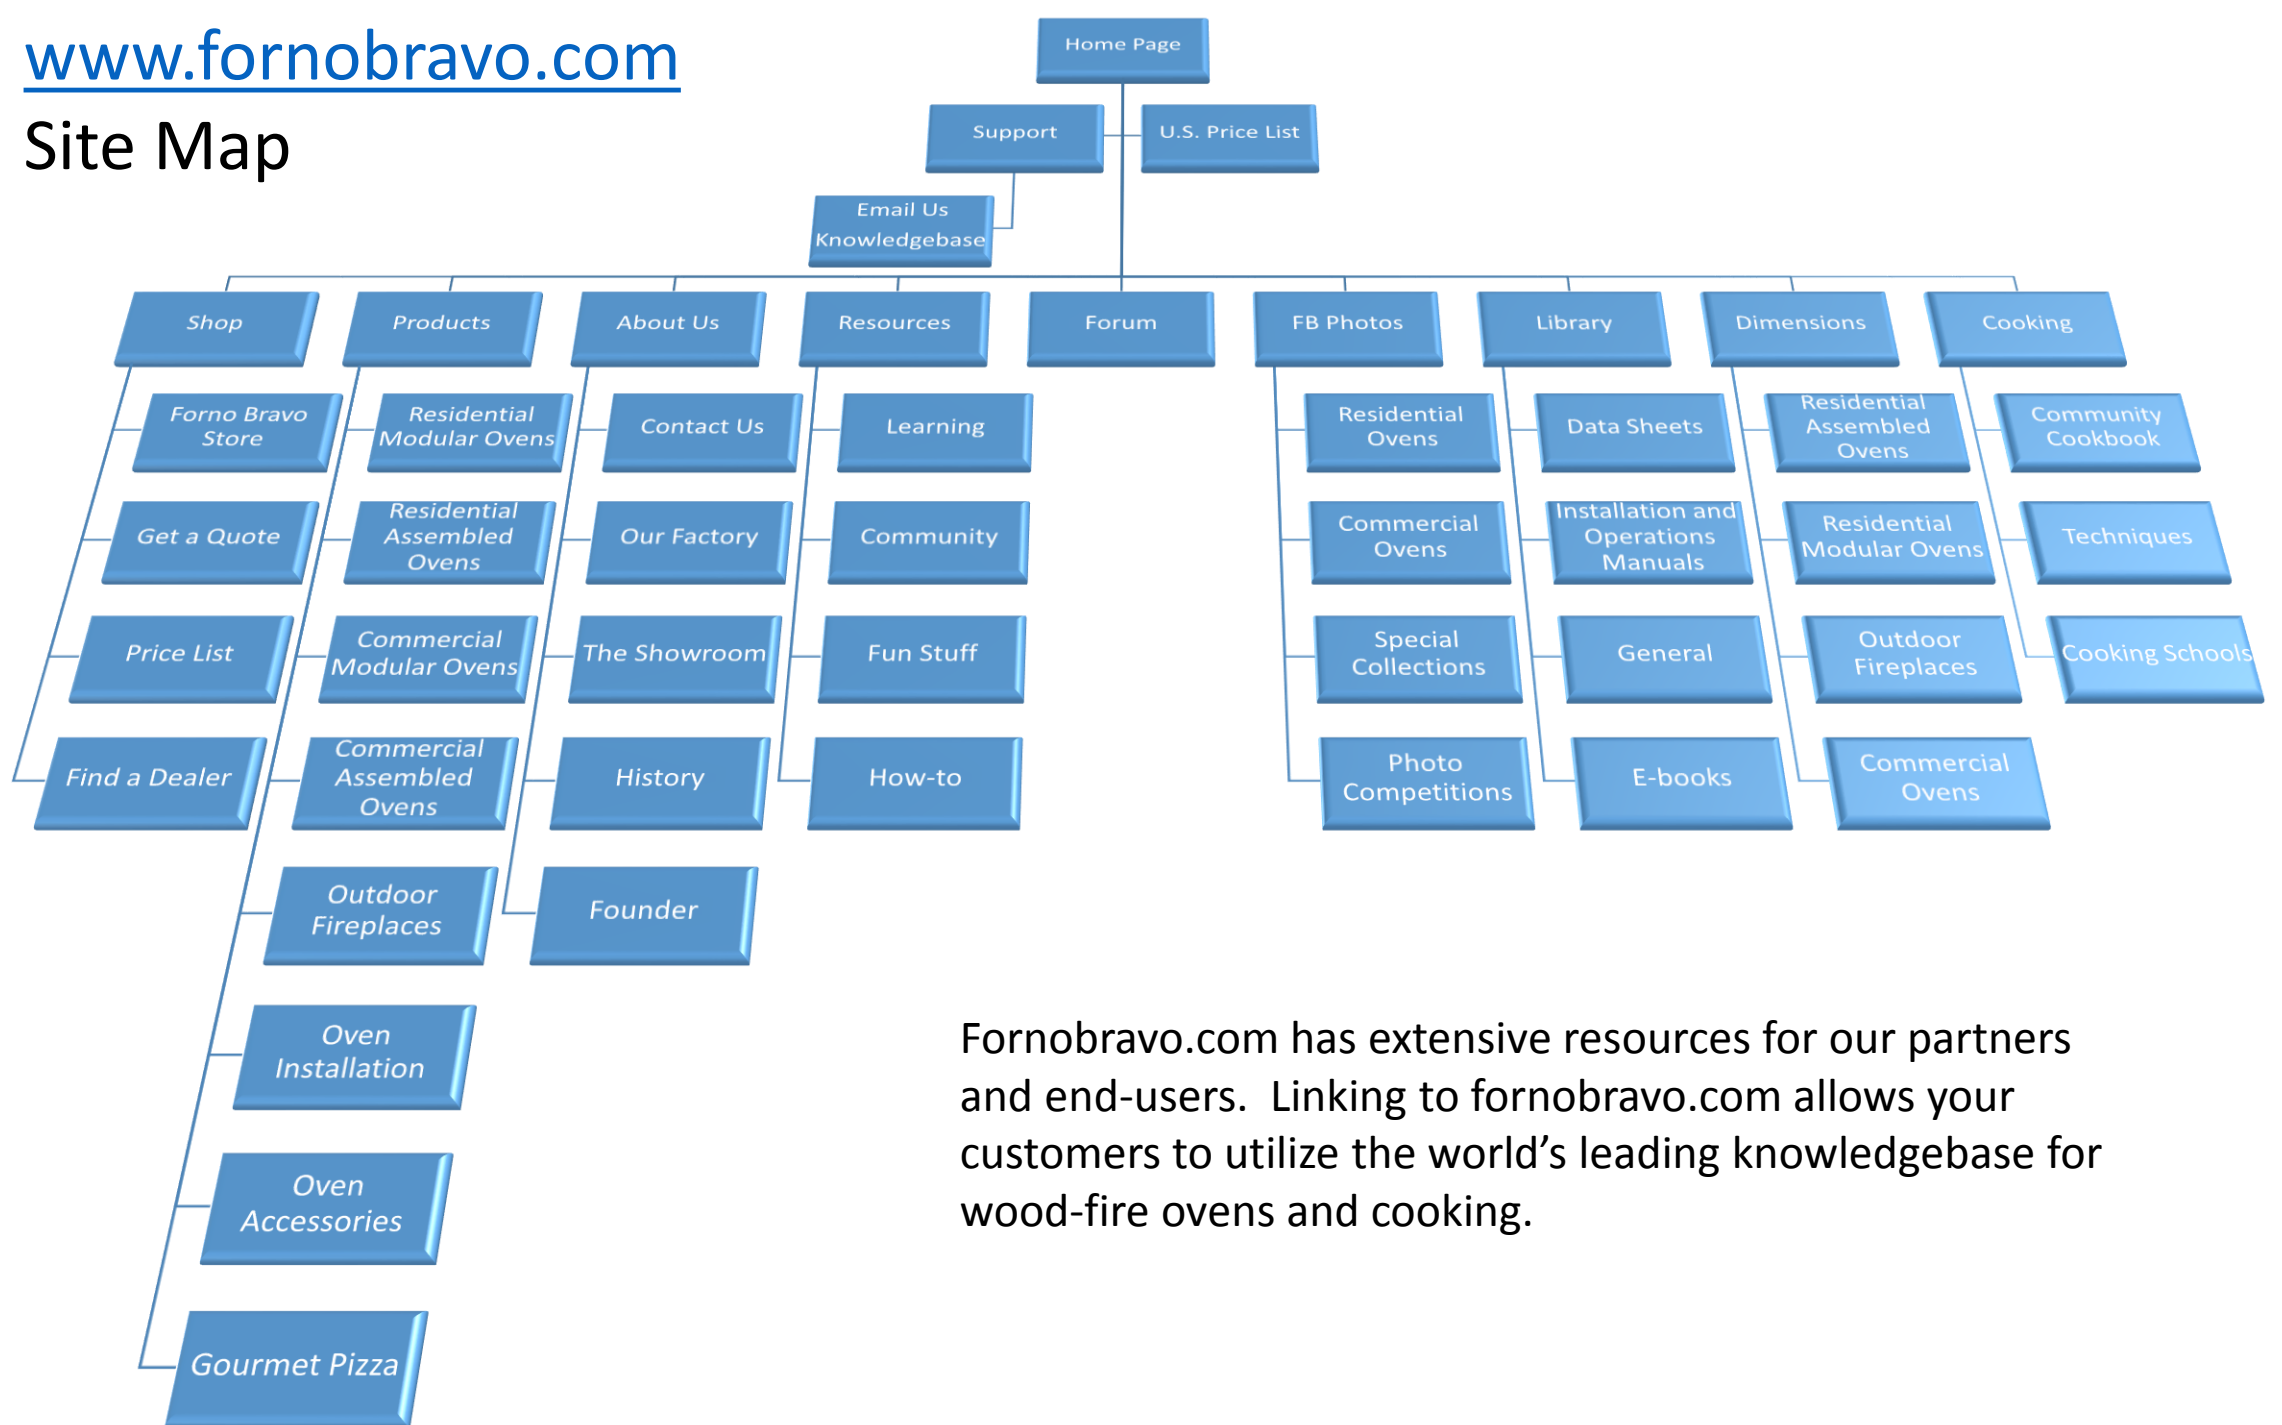 www.fornobravo.com
Site Map
Home Page
Support
U.S. Price List
Email Us
Knowledgebase
Shop
Products
About Us
Resources
Forum
FB Photos
Library
Dimensions
Cooking
Forno Bravo
Store
Get a Quote
Price List
Find a Dealer
Residential
Modular Ovens
Residential
Assembled
Ovens
Commercial
Modular Ovens
Commercial
Assembled
Ovens
Outdoor
Fireplaces
Oven
Installation
Oven
Accessories
Gourmet Pizza
Contact Us
Our Factory
The Showroom
History
Founder
Learning
Community
Fun Stuff
How-to
Residential
Ovens
Commercial
Ovens
Special
Collections
Photo
Competitions
Data Sheets
Installation and
Operations
Manuals
General
E-books
Residential
Assembled
Ovens
Residential
Modular Ovens
Outdoor
Fireplaces
Commercial
Ovens
Community
Cookbook
Techniques
Cooking Schools
Fornobravo.com has extensive resources for our partners
and end-users.  Linking to fornobravo.com allows your
customers to utilize the world’s leading knowledgebase for
wood-fire ovens and cooking.